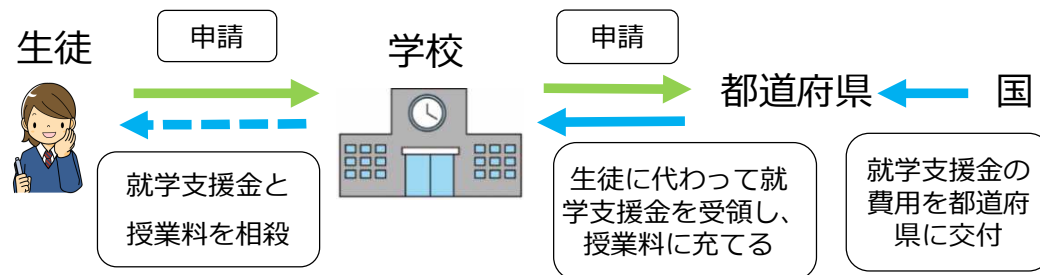 生徒
申請
学校
申請
都道府県
国
就学支援金と
授業料を相殺
生徒に代わって就
学支援金を受領し、
授業料に充てる
就学支援金の
費用を都道府
県に交付